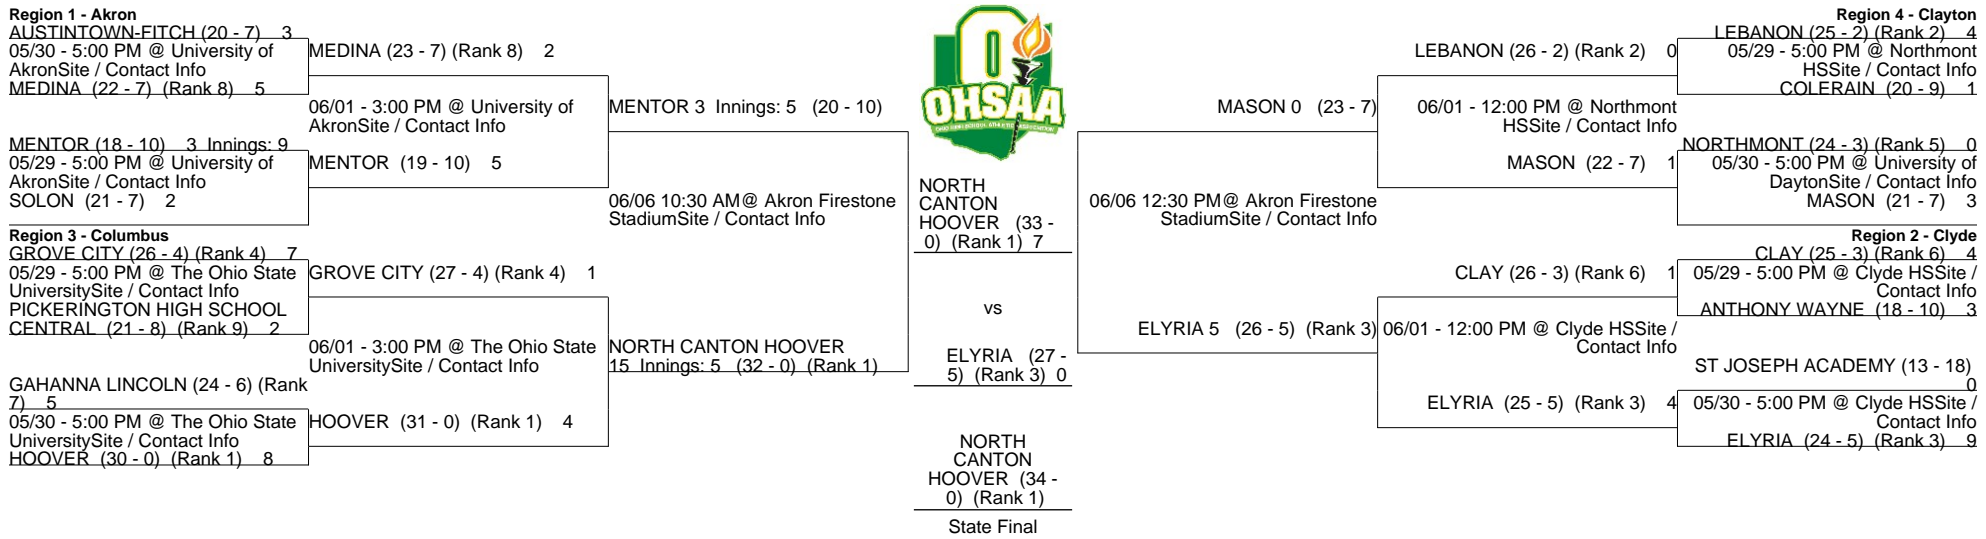 Region 1 - Akron
AUSTINTOWN-FITCH (20 - 7) 3
05/30 - 5:00 PM @ University of
AkronSite / Contact Info
MEDINA (22 - 7) (Rank 8) 5
MENTOR (18 - 10) 3 Innings: 9
05/29 - 5:00 PM @ University of
AkronSite / Contact Info
SOLON (21 - 7) 2
Region 3 - Columbus
GROVE CITY (26 - 4) (Rank 4) 7
05/29 - 5:00 PM @ The Ohio State
UniversitySite / Contact Info
PICKERINGTON HIGH SCHOOL
CENTRAL (21 - 8) (Rank 9) 2
GAHANNA LINCOLN (24 - 6) (Rank
7) 5
05/30 - 5:00 PM @ The Ohio State
UniversitySite / Contact Info
HOOVER (30 - 0) (Rank 1) 8
MEDINA (23 - 7) (Rank 8) 2
06/01 - 3:00 PM @ University of
AkronSite / Contact Info
MENTOR (19 - 10) 5
GROVE CITY (27 - 4) (Rank 4) 1
06/01 - 3:00 PM @ The Ohio State
UniversitySite / Contact Info
HOOVER (31 - 0) (Rank 1) 4
MENTOR 3 Innings: 5 (20 - 10)
06/06 10:30 AM@ Akron Firestone
StadiumSite / Contact Info
NORTH CANTON HOOVER
15 Innings: 5 (32 - 0) (Rank 1)
O
OHSAA
NORTH
CANTON
HOOVER (33 -
0) (Rank 1) 7
vs
ELYRIA (27 -
5) (Rank 3) 0
NORTH
CANTON
HOOVER (34 -
0) (Rank 1)
State Final
MASON 0 (23 - 7)
06/06 12:30 PM@ Akron Firestone
StadiumSite / Contact Info
ELYRIA 5 (26 - 5) (Rank 3)
LEBANON (26 - 2) (Rank 2) 0
06/01 - 12:00 PM @ Northmont
HSSite / Contact Info
MASON (22 - 7) 1
CLAY (26 - 3) (Rank 6) 1
06/01 - 12:00 PM @ Clyde HSSite /
Contact Info
ELYRIA (25 - 5) (Rank 3) 4
Region 4 - Clayton
LEBANON (25 - 2) (Rank 2) 4
05/29 - 5:00 PM @ Northmont
HSSite / Contact Info
COLERAIN (20 - 9) 1
NORTHMONT (24 - 3) (Rank 5) 0
05/30 - 5:00 PM @ University of
DaytonSite / Contact Info
MASON (21 - 7) 3
Region 2 - Clyde
CLAY (25 - 3) (Rank 6) 4
05/29 - 5:00 PM @ Clyde HSSite /
Contact Info
ANTHONY WAYNE (18 - 10) 3
ST JOSEPH ACADEMY (13 - 18)
0
05/30 - 5:00 PM @ Clyde HSSite /
Contact Info
ELYRIA (24 - 5) (Rank 3) 9